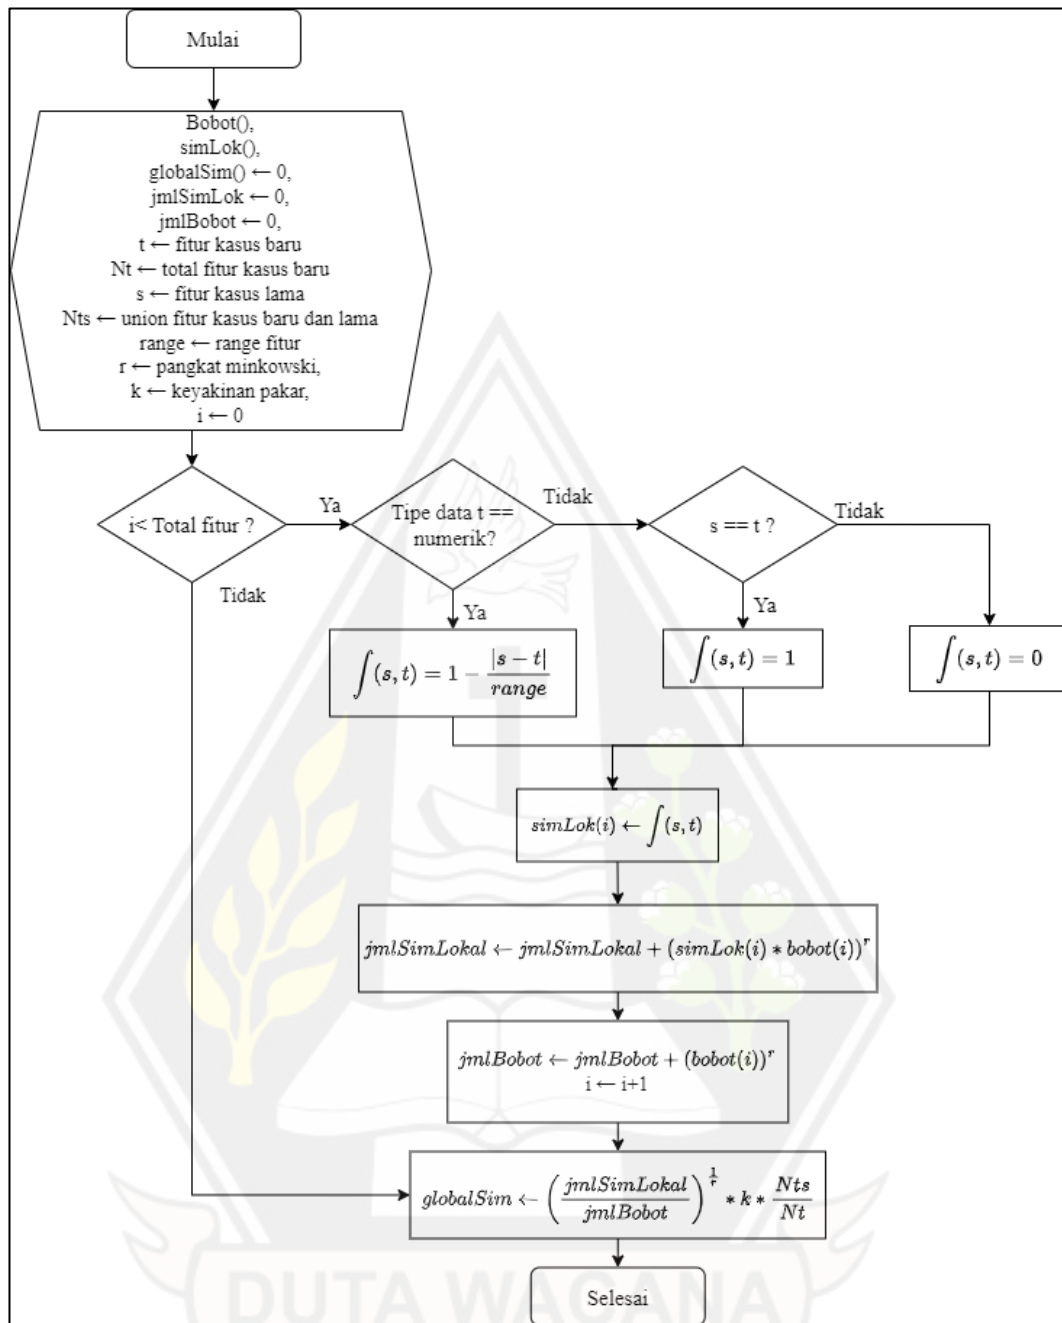 Mulai
Bobot(),
simLok(),
globalSim() ← 0,
jmlSimLok ← 0,
jmlBobot ← 0,
t ← fitur kasus baru
Nt ← total fitur kasus baru
s ← fitur kasus lama
Nts ← union fitur kasus baru dan lama
range ← range fitur
r ← pangkat minkowski,
k ← keyakinan pakar,
i ← 0
i< Total fitur ?
Ya
Tidak
Tipe data t ==
numerik?
Tidak
Ya
s == t ?
Tidak
Ya
∫(s, t) = 1 − |s − t| / range
∫(s, t) = 1
∫(s, t) = 0
simLok(i) ← ∫(s, t)
jmlSimLokal ← jmlSimLokal + (simLok(i) * bobot(i))^r
jmlBobot ← jmlBobot + (bobot(i))^r
i ← i+1
globalSim ← (jmlSimLokal / jmlBobot)^(1/r) * k * Nts / Nt
Selesai
DUTA WACANA